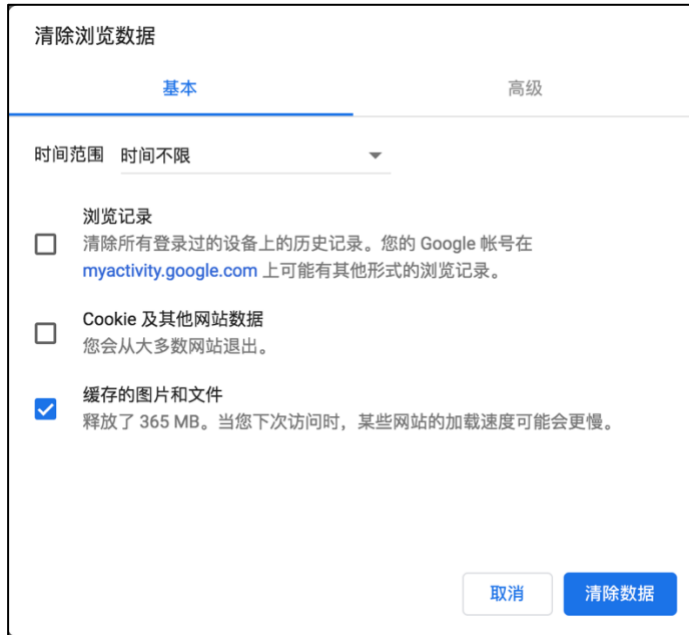 清除浏览数据
基本
高级
时间范围 时间不限
浏览记录
清除所有登录过的设备上的历史记录。您的 Google 帐号在
myactivity.google.com 上可能有其他形式的浏览记录。
Cookie 及其他网站数据
您会从大多数网站退出。
缓存的图片和文件
释放了 365 MB。当您下次访问时，某些网站的加载速度可能会更慢。
取消
清除数据